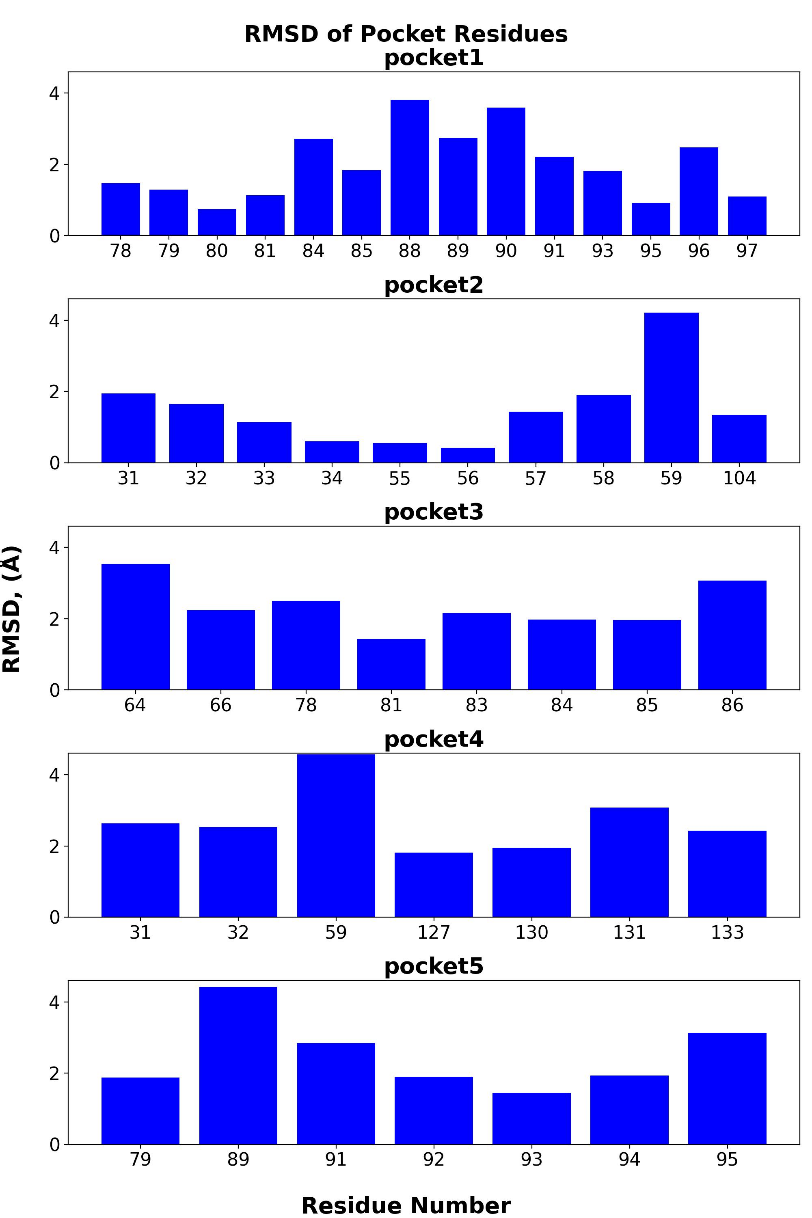 RMSD of Pocket Residues
pocket1
4
2
0
78 79 80 81 84 85 88 89 90 91 93 95 96 97
pocket2
4
2
0
31 32 33 34 55 56 57 58 59 104
pocket3
4
2
0
64 66 78 81 83 84 85 86
RMSD, (Å)
pocket4
4
2
0
31 32 59 127 130 131 133
pocket5
4
2
0
79 89 91 92 93 94 95
Residue Number